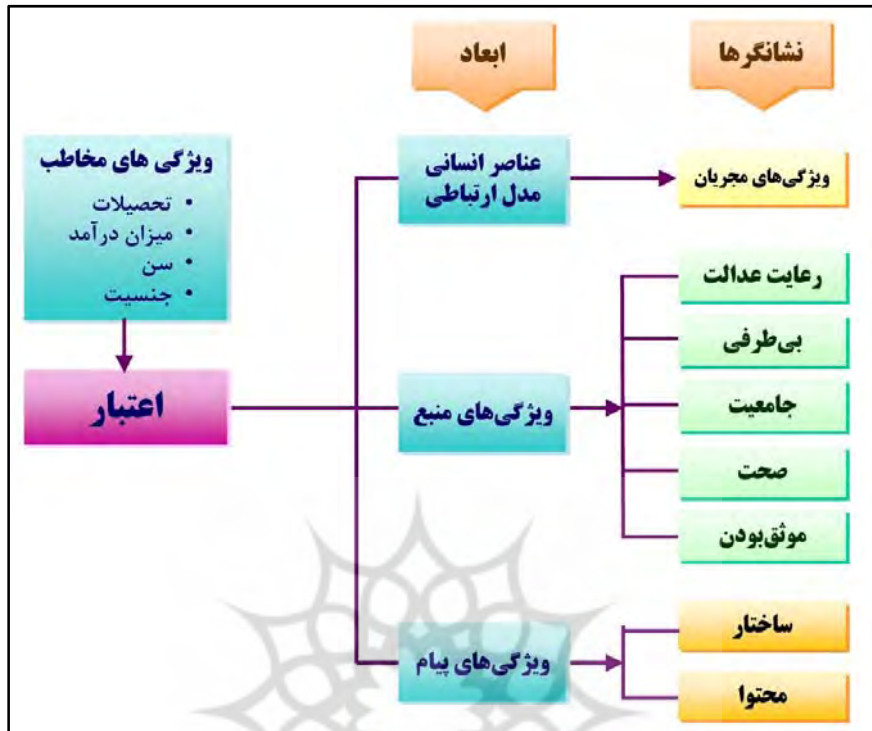 نشانگرها
ابعاد
ویژگی های مخاطب
• تحصیلات
• میزان درآمد
• سن
• جنسیت
اعتبار
عناصر انسانی
مدل ارتباطی
ویژگی‌های مجریان
ویژگی‌های منبع
رعایت عدالت
بی‌طرفی
جامعیت
صحت
موثق‌بودن
ویژگی‌های پیام
ساختار
محتوا